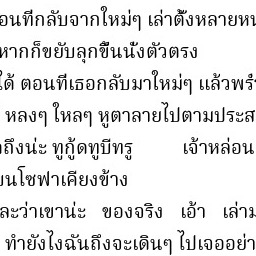 อนที่กลับจากใหม่ๆ เล่าตั้งหลายหน
หากก็ขยับลุกขึ้นนั่งตัวตรง
ได้ ตอนที่เธอกลับมาใหม่ๆ แล้วพร่ำ
หลงๆ ใหลๆ หูตาลายไปตามประส
ถึงน่ะ ทูกู้ดทูบีทรู เจ้าหล่อน
นโซฟาเคียงข้าง
ละว่าเขาน่ะ ของจริง เอ้า เล่าม
ทำยังไงฉันถึงจะเดินๆ ไปเจออย่า